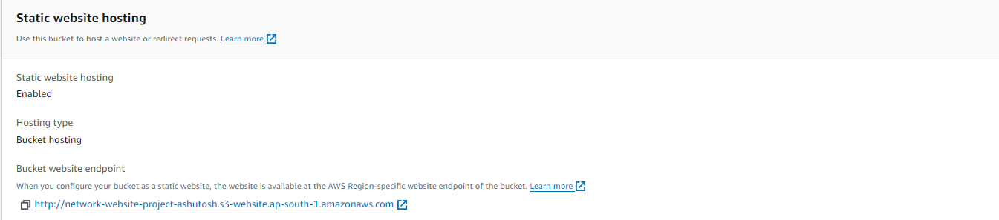 Static website hosting
Use this bucket to host a website or redirect requests. Learn more
Static website hosting
Enabled
Hosting type
Bucket hosting
Bucket website endpoint
When you configure your bucket as a static website, the website is available at the AWS Region-specific website endpoint of the bucket. Learn more
http://network-website-project-ashutosh.s3-website.ap-south-1.amazonaws.com